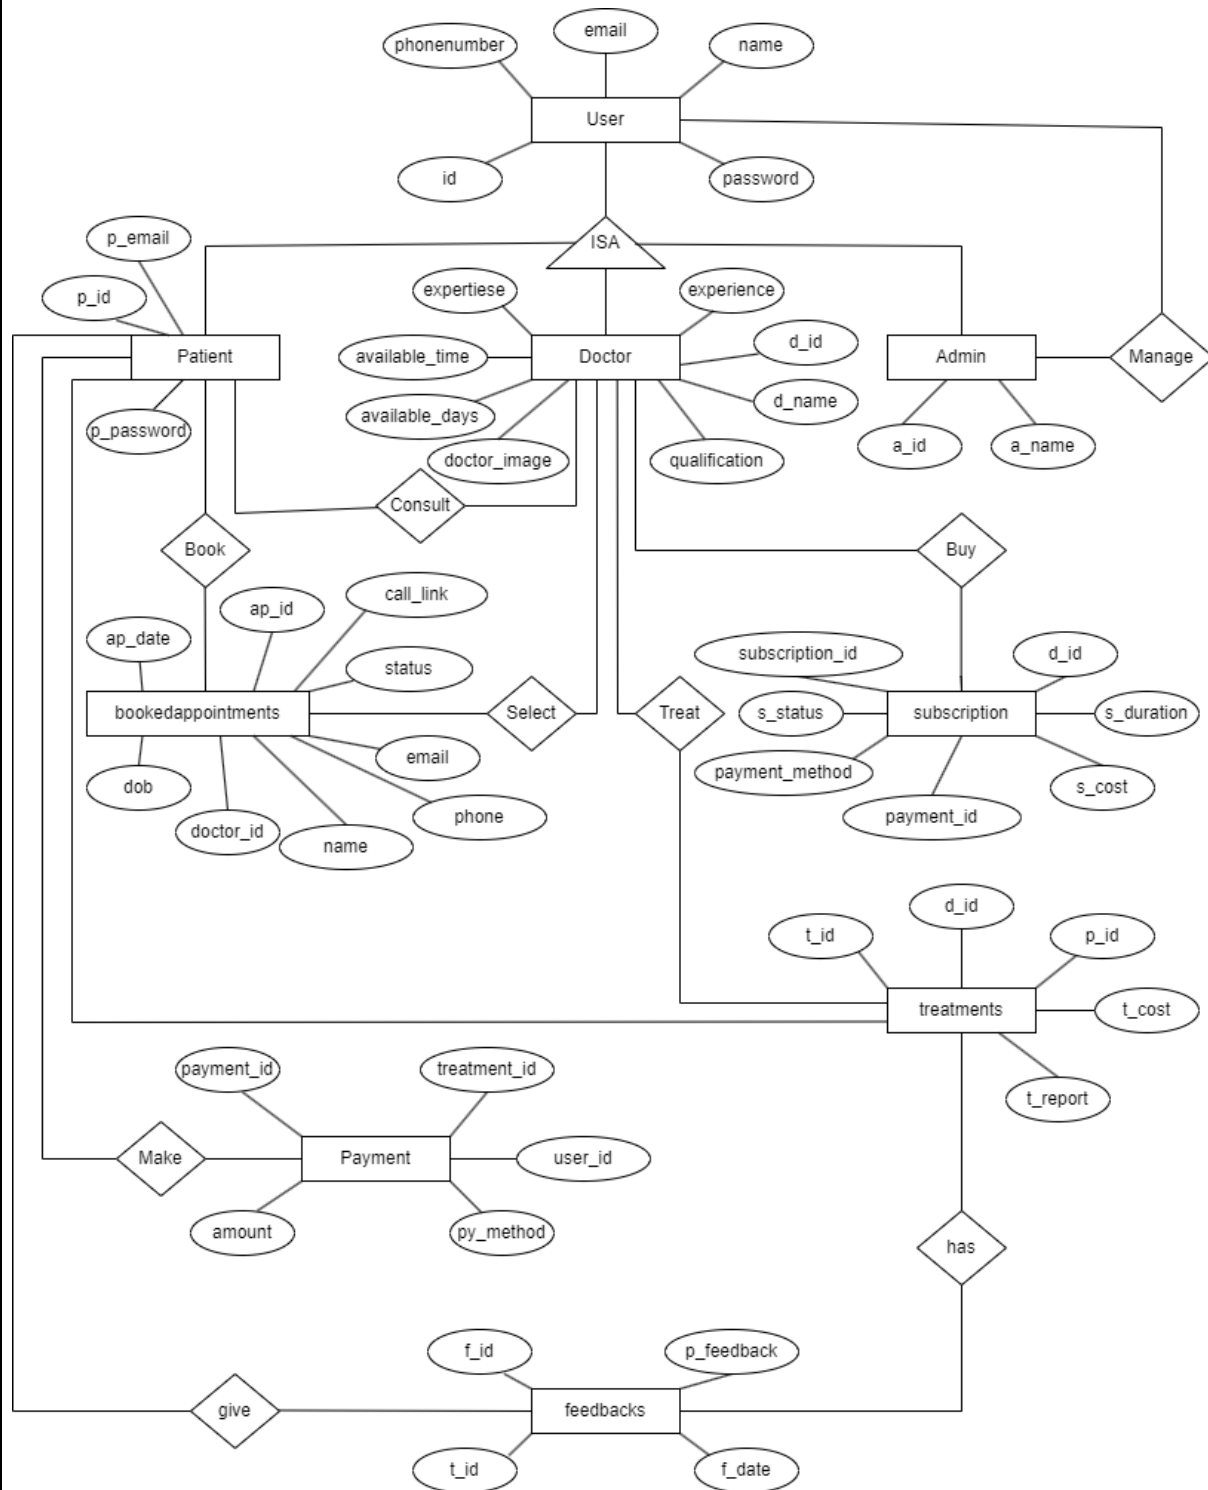 email
phonenumber
name
User
id
password
p_email
ISA
p_id
expertiese
experience
d_id
Patient
available_time
Doctor
Admin
Manage
d_name
available_days
p_password
doctor_image
qualification
a_id
a_name
Consult
Book
Buy
call_link
ap_id
ap_date
status
subscription_id
d_id
bookedappointments
Select
Treat
s_status
subscription
s_duration
email
payment_method
dob
s_cost
phone
payment_id
doctor_id
name
d_id
t_id
p_id
treatments
t_cost
payment_id
treatment_id
t_report
Make
Payment
user_id
amount
py_method
has
f_id
p_feedback
give
feedbacks
t_id
f_date